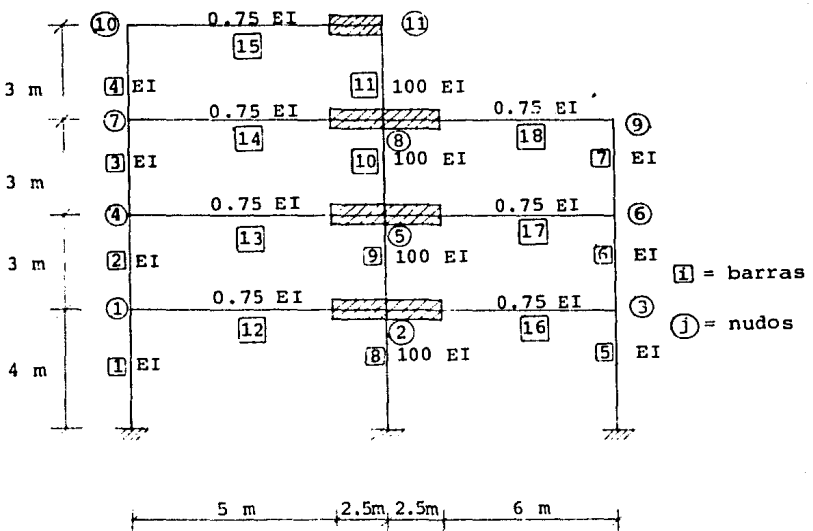 ⑩ 0.75 EI ⑪
15
3 m 4 EI 11 100 EI
0.75 EI
⑦ 0.75 EI ⑨
14 ⑧ 18
3 m 3 EI 10 100 EI 7 EI
0.75 EI 0.75 EI
④ ⑥
13 ⑤ 17
3 m 2 EI 9 100 EI 6 EI
i = barras
0.75 EI 0.75 EI
① ③
12 ② 16
j = nudos
4 m 1 EI 8 100 EI 5 EI
5 m 2.5m 2.5m 6 m